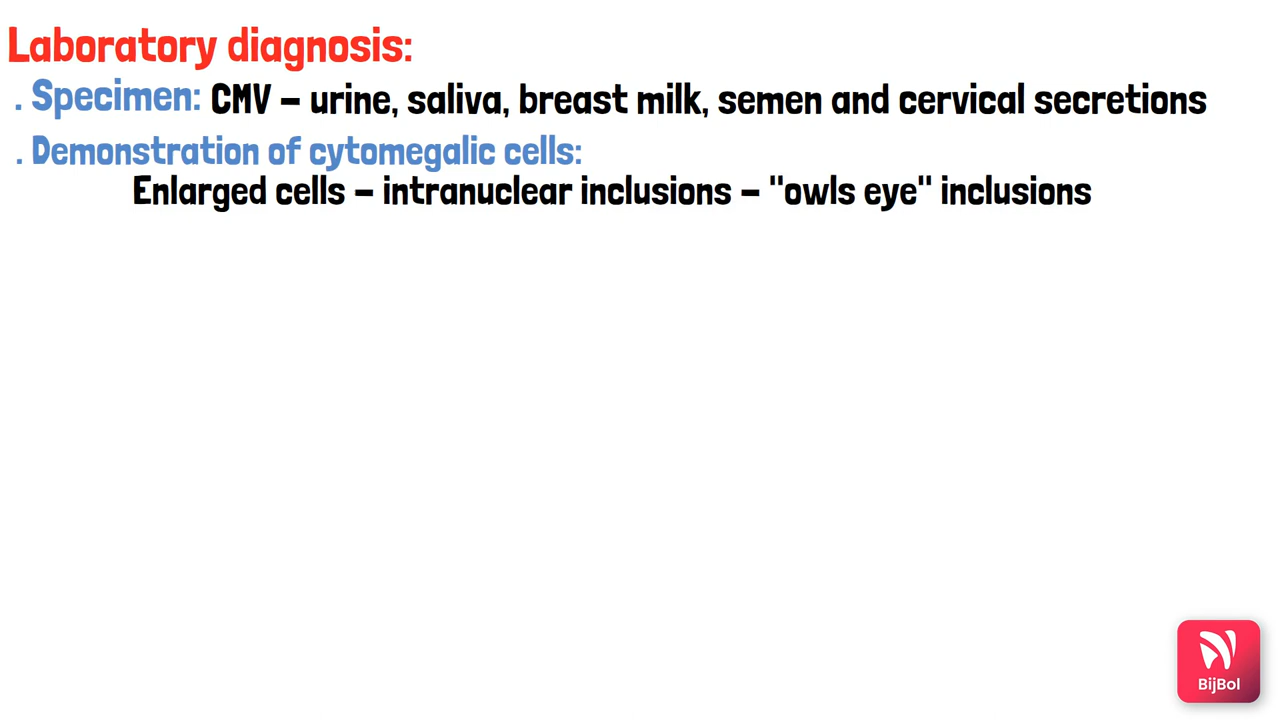 Laboratory diagnosis:
. Specimen: CMV – urine, saliva, breast milk, semen and cervical secretions
. Demonstration of cytomegalic cells:
Enlarged cells – intranuclear inclusions – "owls eye" inclusions
BijBol